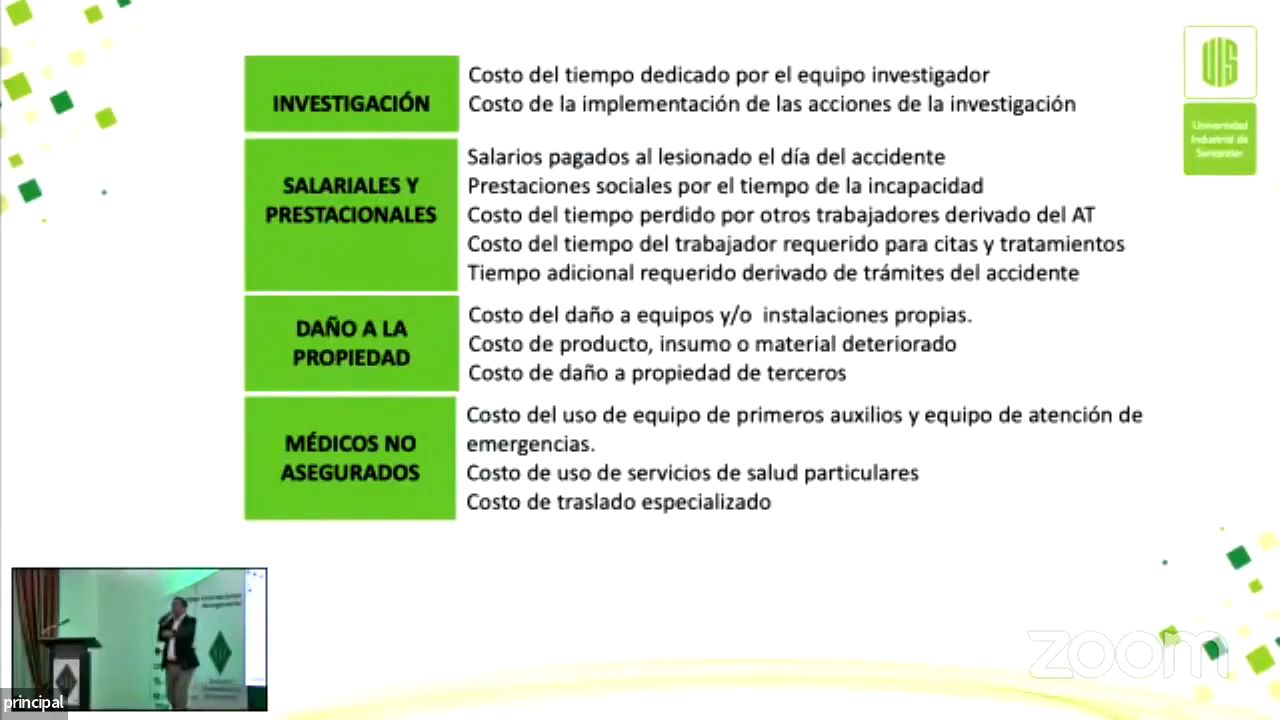 INVESTIGACIÓN
Costo del tiempo dedicado por el equipo investigador
Costo de la implementación de las acciones de la investigación
SALARIALES Y
PRESTACIONALES
Salarios pagados al lesionado el día del accidente
Prestaciones sociales por el tiempo de la incapacidad
Costo del tiempo perdido por otros trabajadores derivado del AT
Costo del tiempo del trabajador requerido para citas y tratamientos
Tiempo adicional requerido derivado de trámites del accidente
DAÑO A LA
PROPIEDAD
Costo del daño a equipos y/o instalaciones propias.
Costo de producto, insumo o material deteriorado
Costo de daño a propiedad de terceros
MÉDICOS NO
ASEGURADOS
Costo del uso de equipo de primeros auxilios y equipo de atención de
emergencias.
Costo de uso de servicios de salud particulares
Costo de traslado especializado
UIS
Universidad
Industrial de
Santander
zoom
principal